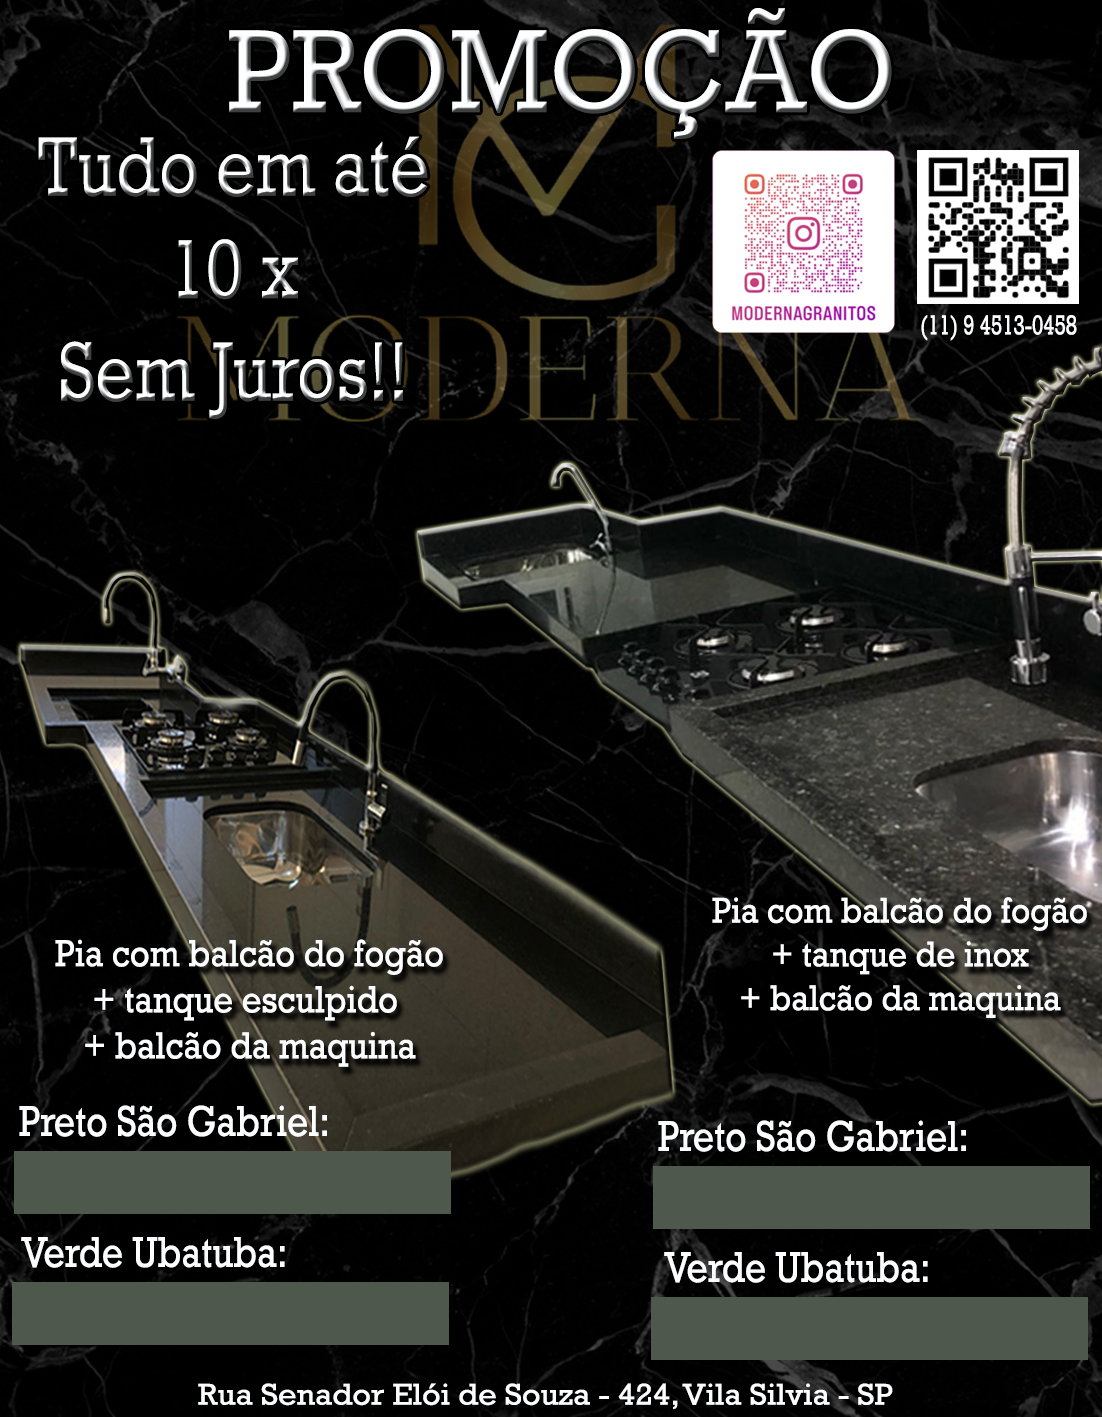 PROMOÇÃO
Tudo em até
10 x
Sem Juros!!
MODERNA
MODERNAGRANITOS
(11) 9 4513-0458
Pia com balcão do fogão
+ tanque esculpido
+ balcão da maquina
Pia com balcão do fogão
+ tanque de inox
+ balcão da maquina
Preto São Gabriel:
Verde Ubatuba:
Preto São Gabriel:
Verde Ubatuba:
Rua Senador Elói de Souza - 424, Vila Silvia - SP